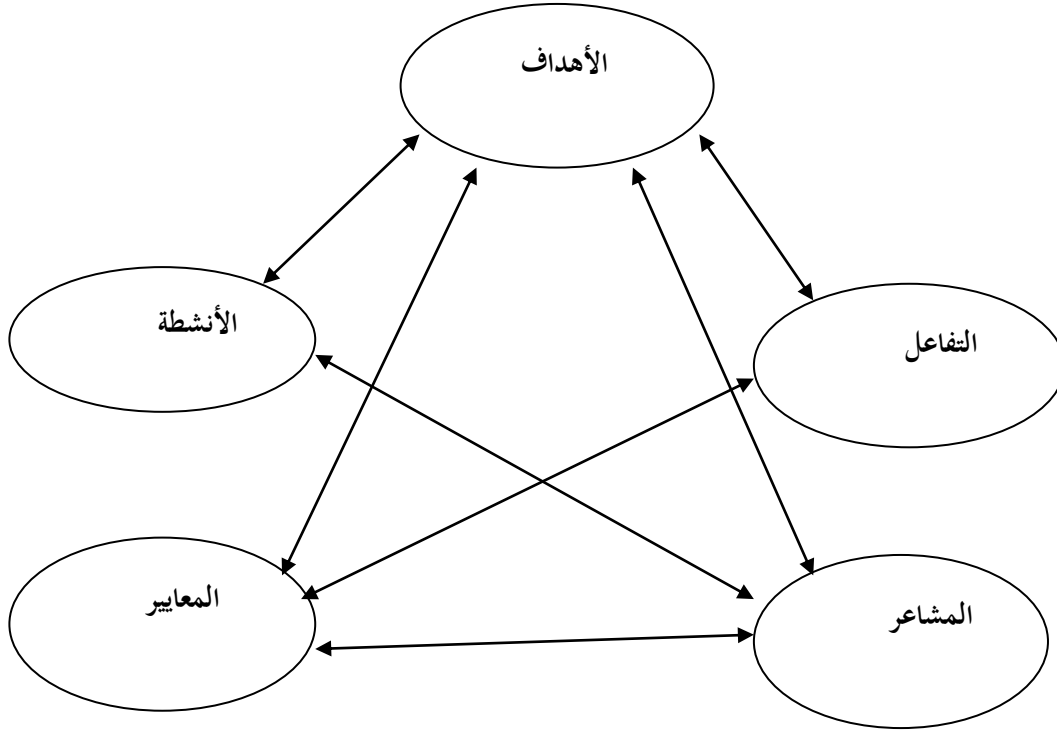 الأهداف
التفاعل
الأنشطة
المشاعر
المعايير